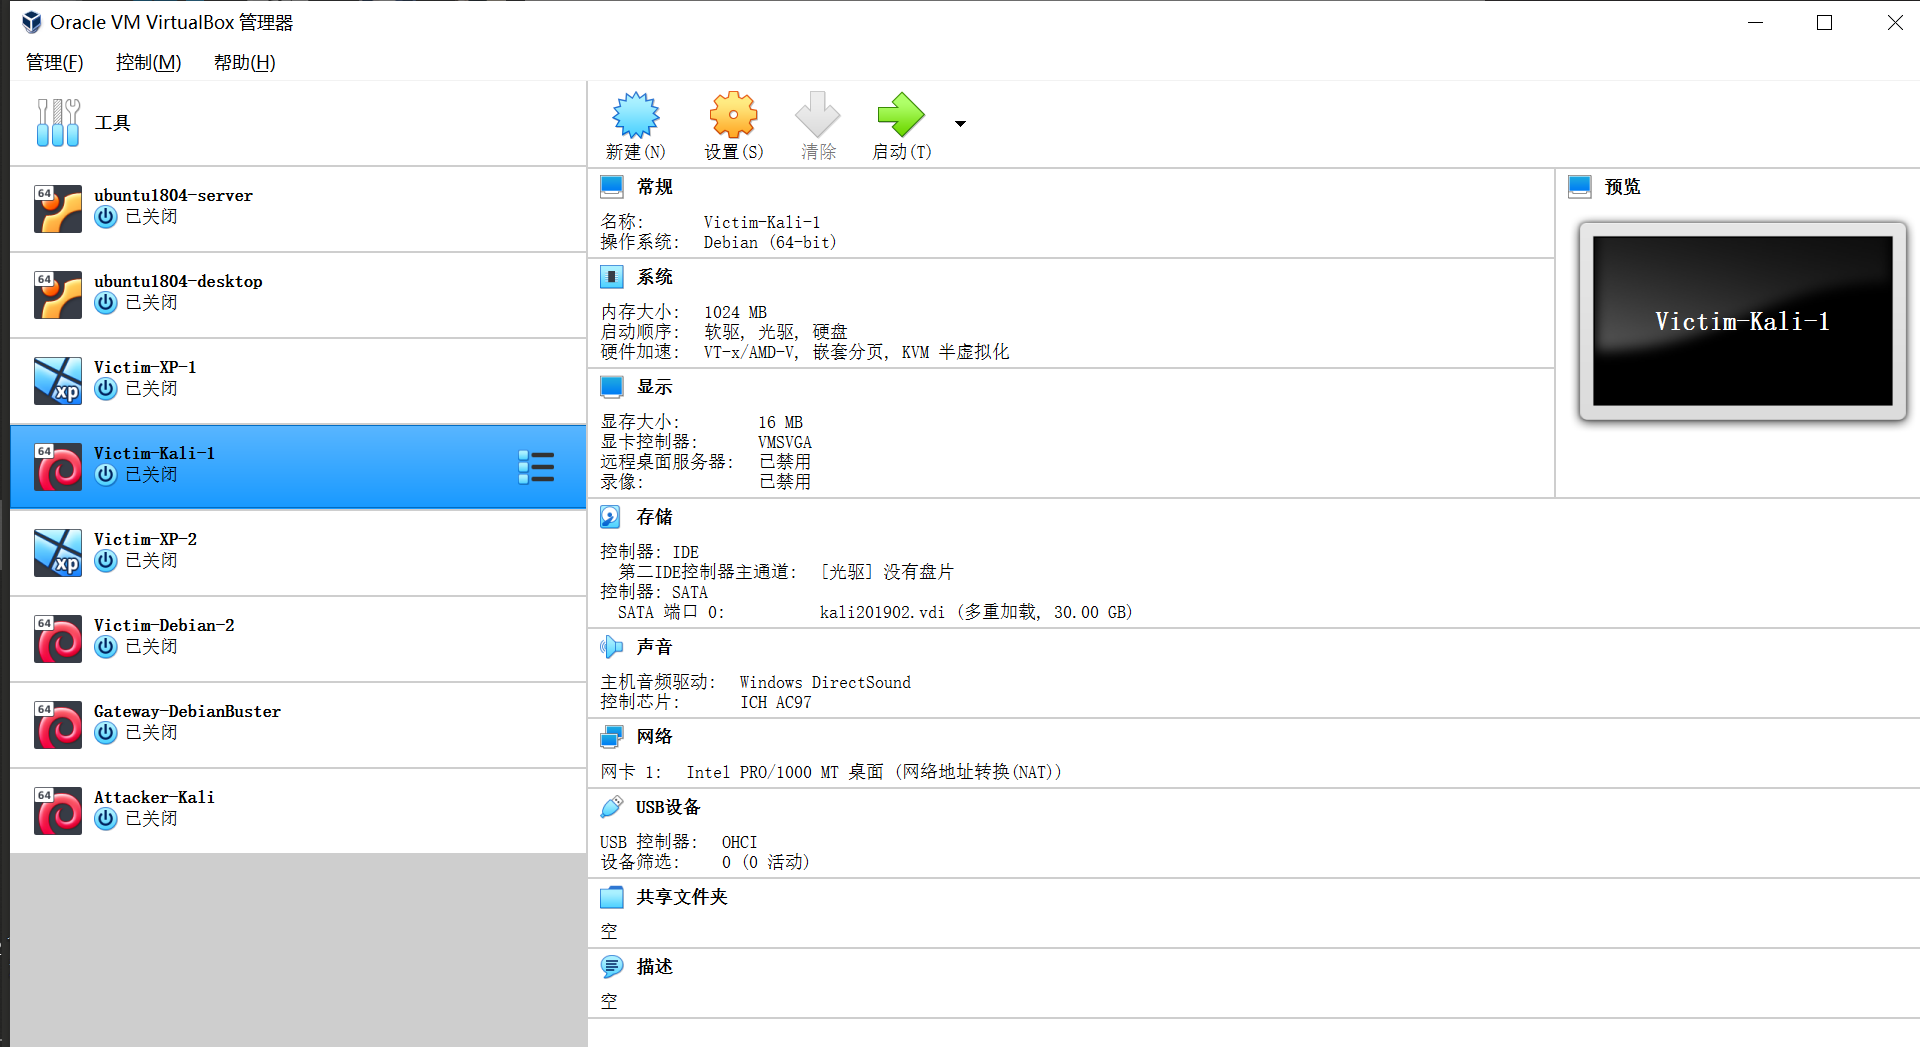 Oracle VM VirtualBox 管理器
管理(F) 控制(M) 帮助(H)
工具
64 ubuntu1804-server
已关闭
64 ubuntu1804-desktop
已关闭
xp Victim-XP-1
已关闭
64 Victim-Kali-1
已关闭
xp Victim-XP-2
已关闭
64 Victim-Debian-2
已关闭
64 Gateway-DebianBuster
已关闭
64 Attacker-Kali
已关闭
新建(N) 设置(S) 清除 启动(T)
常规
名称: Victim-Kali-1
操作系统: Debian (64-bit)
系统
内存大小: 1024 MB
启动顺序: 软驱, 光驱, 硬盘
硬件加速: VT-x/AMD-V, 嵌套分页, KVM 半虚拟化
显示
显存大小: 16 MB
显卡控制器: VMSVGA
远程桌面服务器: 已禁用
录像: 已禁用
预览
Victim-Kali-1
存储
控制器: IDE
第二IDE控制器主通道: [光驱] 没有盘片
控制器: SATA
SATA 端口 0: kali201902.vdi (多重加载, 30.00 GB)
声音
主机音频驱动: Windows DirectSound
控制芯片: ICH AC97
网络
网卡 1: Intel PRO/1000 MT 桌面 (网络地址转换(NAT))
USB设备
USB 控制器: OHCI
设备筛选: 0 (0 活动)
共享文件夹
空
描述
空